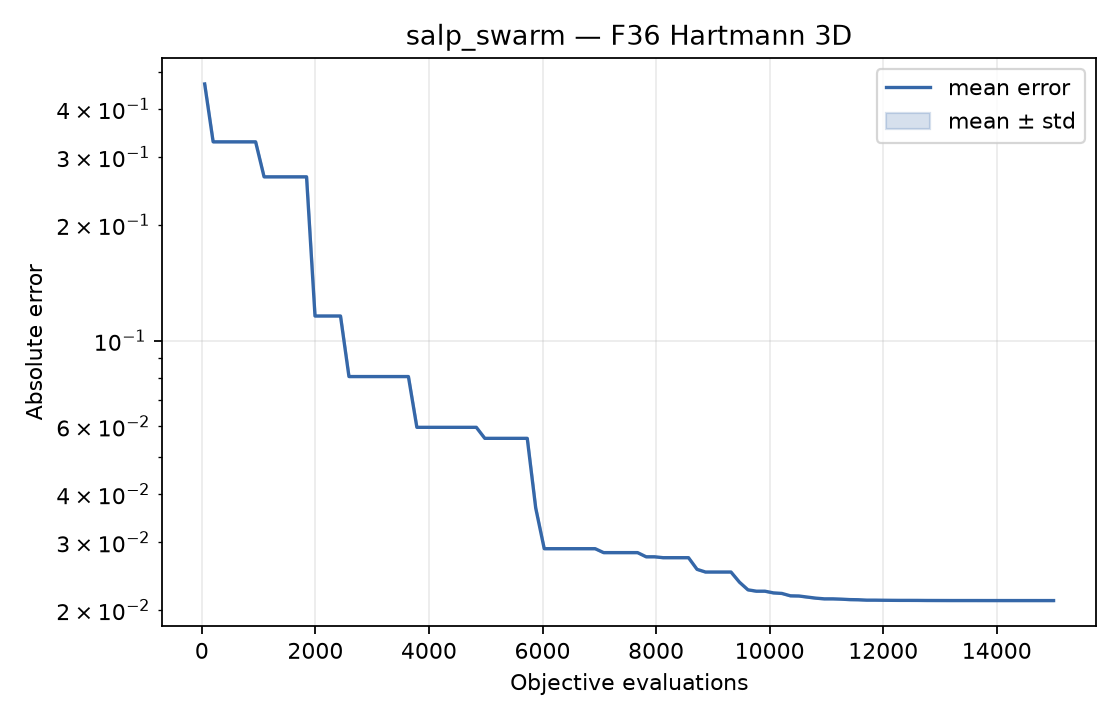 salp_swarm — F36 Hartmann 3D
mean error
mean ± std
Absolute error
4 × 10⁻¹
3 × 10⁻¹
2 × 10⁻¹
10⁻¹
6 × 10⁻²
4 × 10⁻²
3 × 10⁻²
2 × 10⁻²
0 2000 4000 6000 8000 10000 12000 14000
Objective evaluations